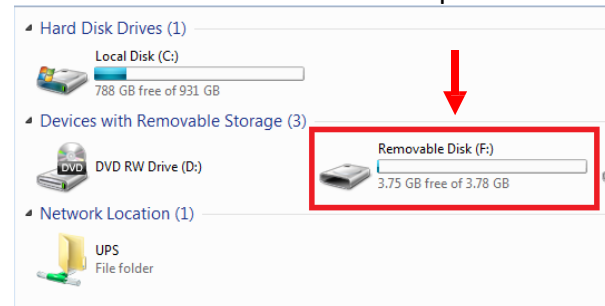 Hard Disk Drives (1)
Local Disk (C:)
788 GB free of 931 GB
Devices with Removable Storage (3)
DVD
DVD RW Drive (D:)
Removable Disk (F:)
3.75 GB free of 3.78 GB
Network Location (1)
UPS
File folder